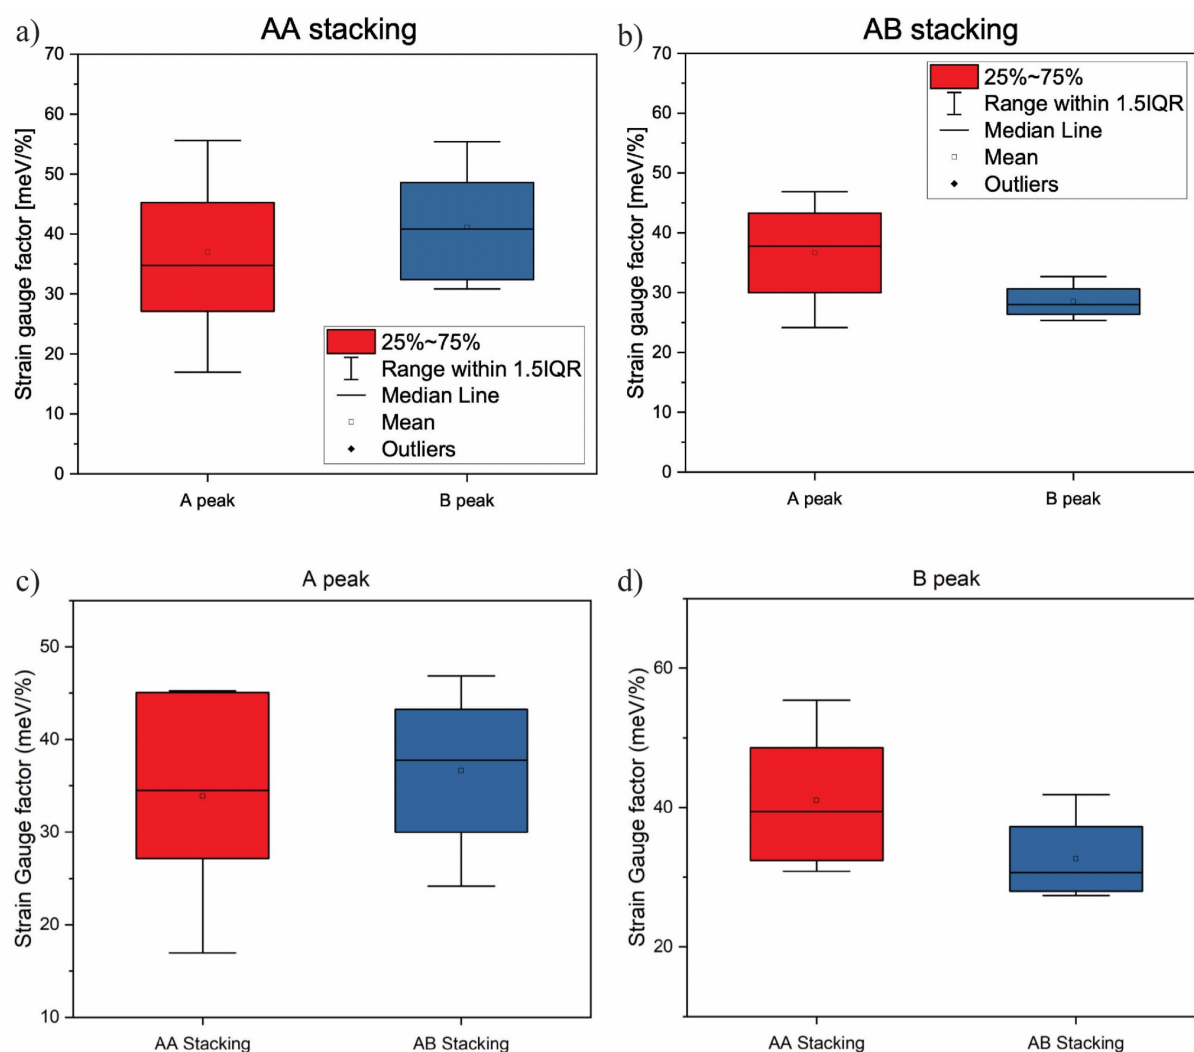 a)
AA stacking
Strain gauge factor [meV/%]
70
60
50
40
30
20
10
0
25%~75%
Range within 1.5IQR
Median Line
Mean
Outliers
A peak
B peak
b)
AB stacking
Strain gauge factor [meV/%]
70
60
50
40
30
20
10
0
25%~75%
Range within 1.5IQR
Median Line
Mean
Outliers
A peak
B peak
c)
A peak
Strain Gauge factor (meV/%)
50
40
30
20
10
AA Stacking
AB Stacking
d)
B peak
Strain Gauge factor (meV/%)
60
40
20
AA Stacking
AB Stacking